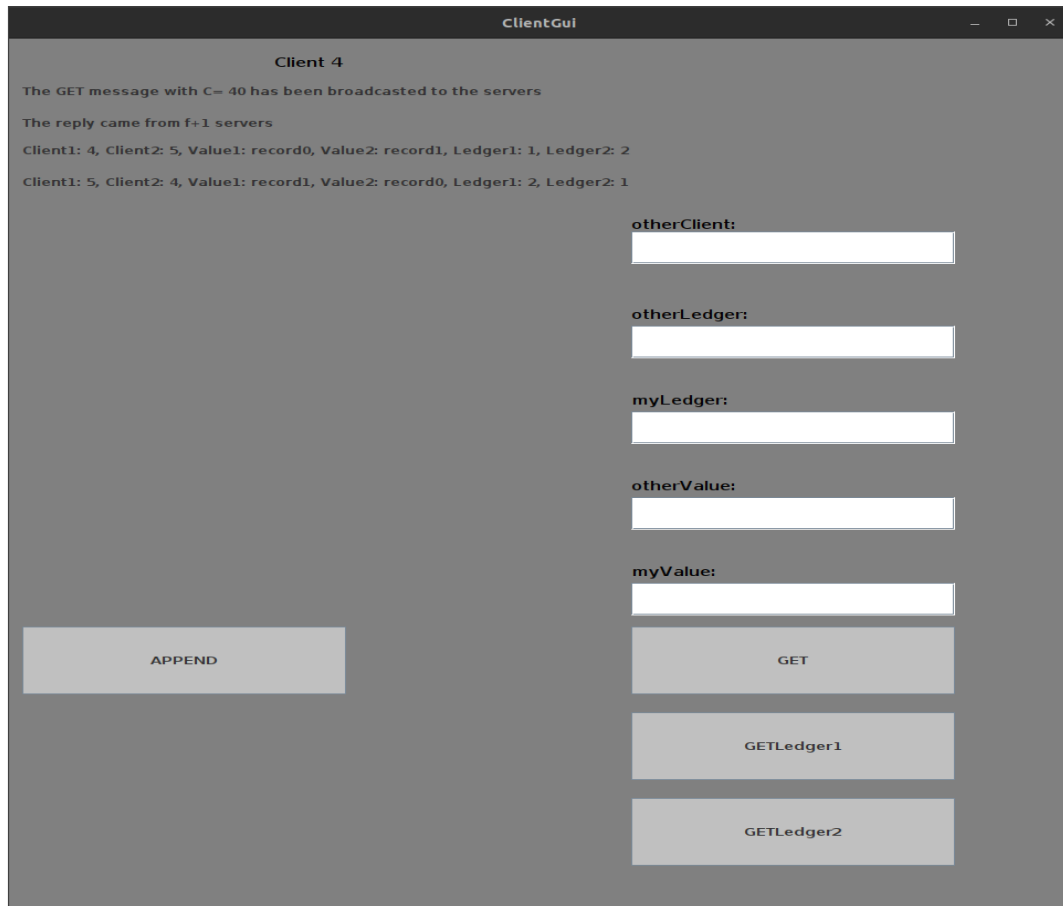 ClientGui
Client 4
The GET message with C= 40 has been broadcasted to the servers
The reply came from f+1 servers
Client1: 4, Client2: 5, Value1: record0, Value2: record1, Ledger1: 1, Ledger2: 2
Client1: 5, Client2: 4, Value1: record1, Value2: record0, Ledger1: 2, Ledger2: 1
otherClient:
otherLedger:
myLedger:
otherValue:
myValue:
APPEND
GET
GETLedger1
GETLedger2